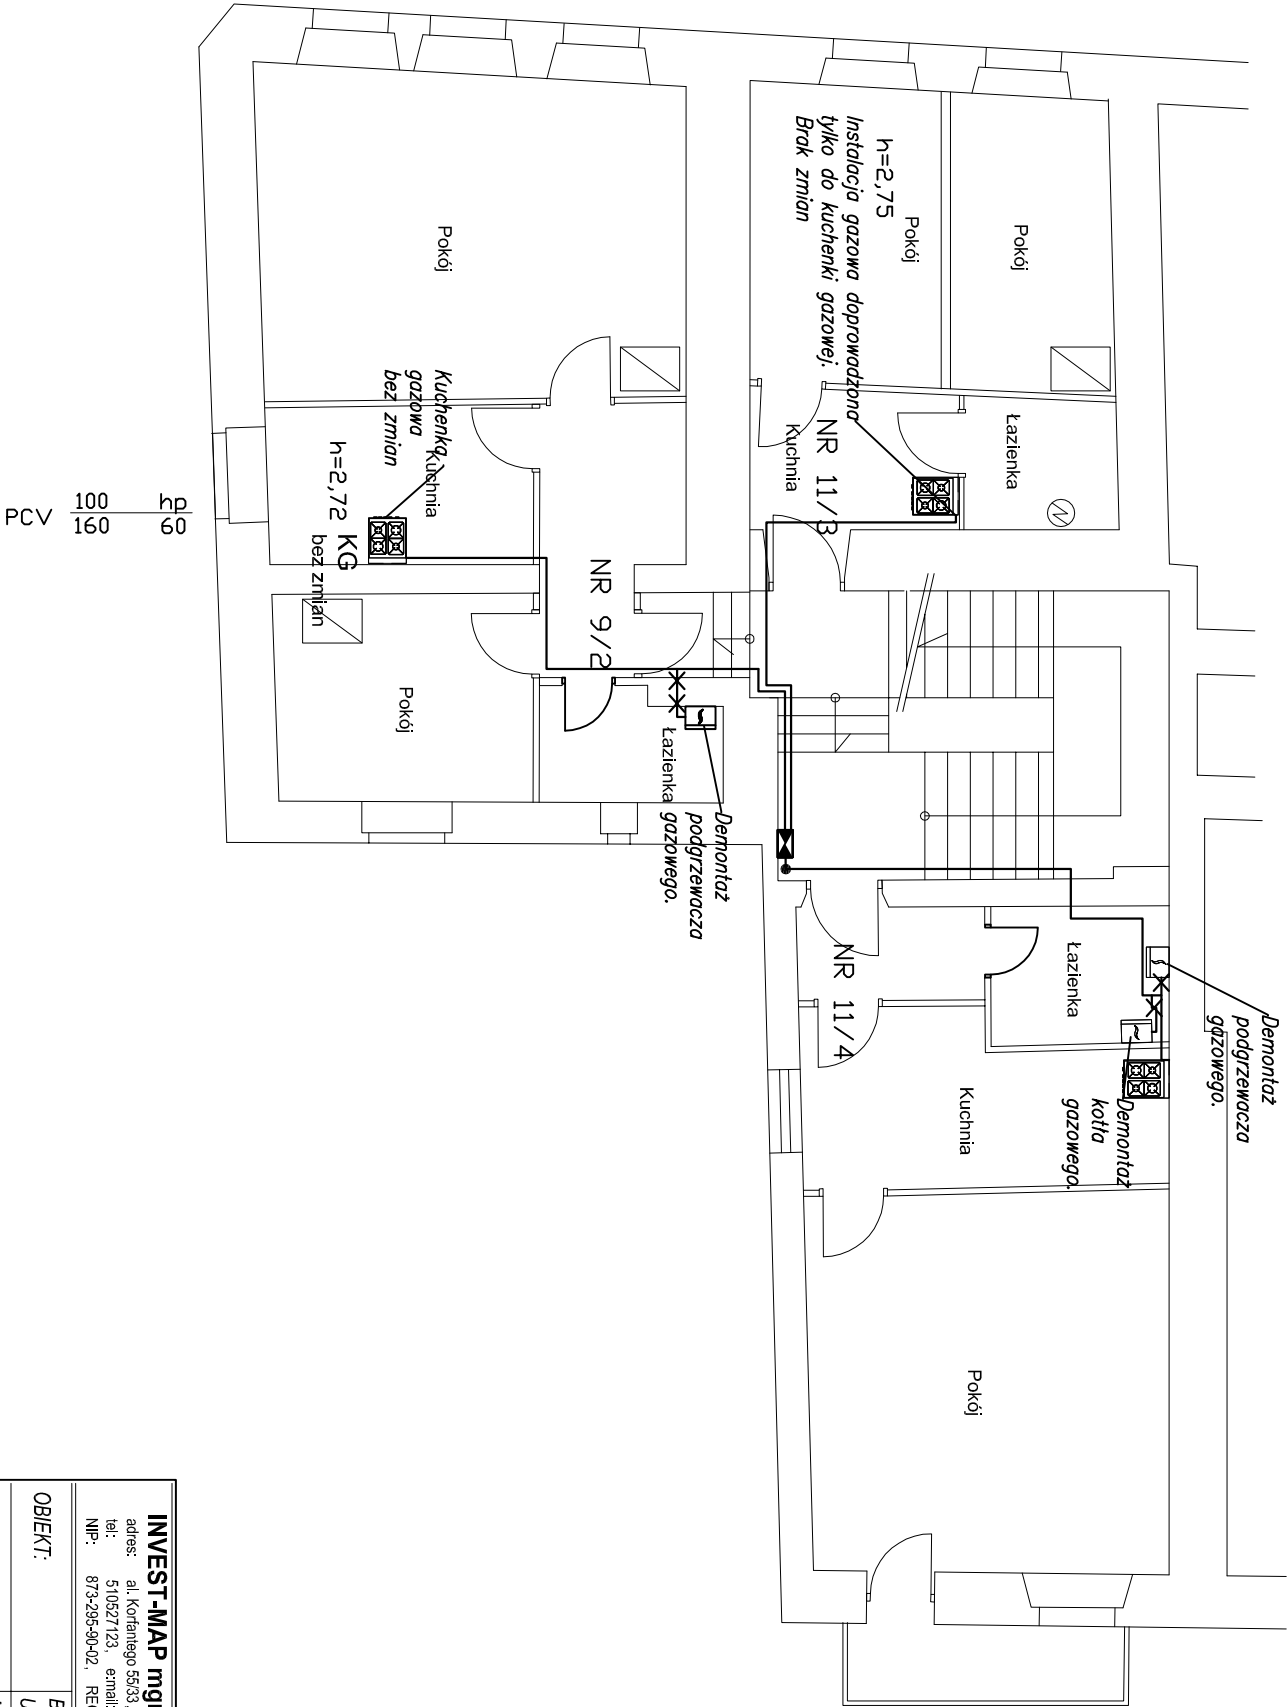 Pokój
Pokój
Pokój
h=2,75
Instalacja gazowa doprowadzona
tylko do kuchenki gazowej.
Brak zmian
Łazienka
NR 11/3
Kuchnia
Kuchenka
gazowa
bez zmian
Kuchnia
h=2,72
KG
bez zmian
PCV 100 hp
160 60
NR 9/2
Pokój
Łazienka
Demontaż
podgrzewacza
gazowego.
NR 11/4
Łazienka
Demontaż
podgrzewacza
gazowego.
Demontaż
kotła
gazowego.
Kuchnia
Pokój
INVEST-MAP
adres: al. Korfantego 55/33,
tel: 510527123, e:mail:
NIP: 873-295-90-02,
OBIEKT: